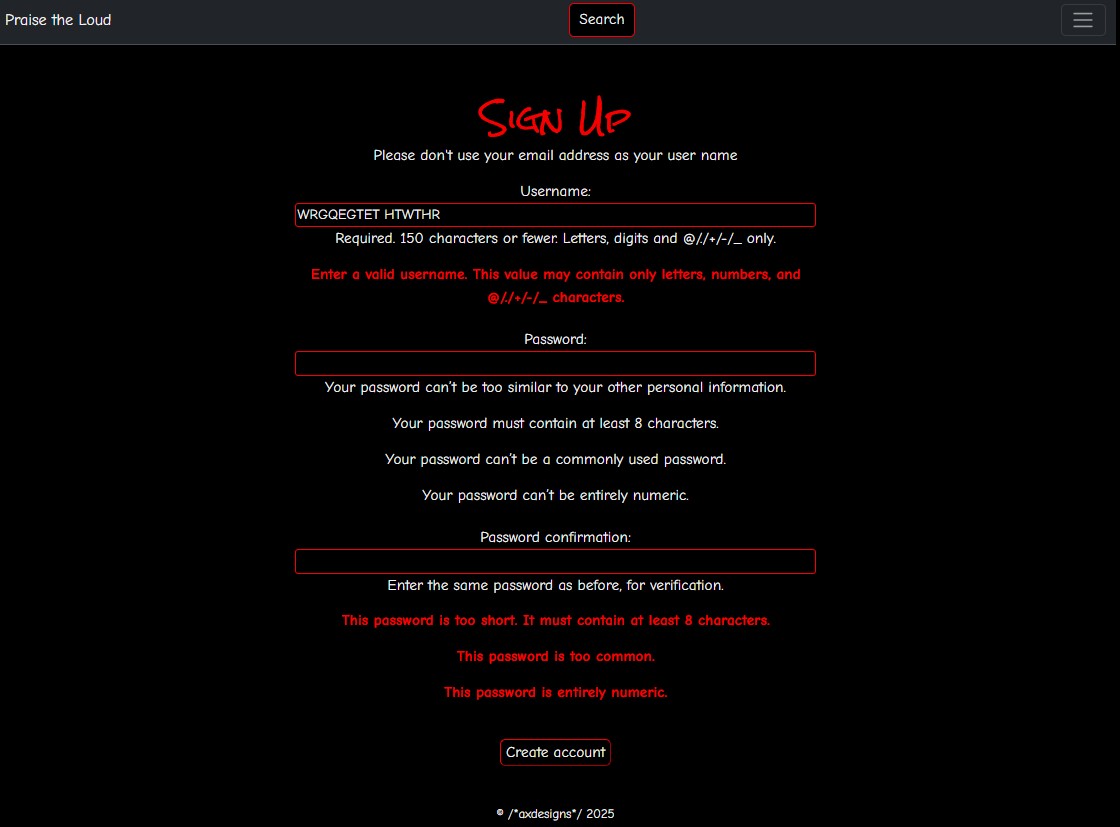 Praise the Loud
Search
Sign Up
Please don't use your email address as your user name
Username:
WRGQEGTET HTWTHR
Required. 150 characters or fewer. Letters, digits and @/./+/-/_ only.
Enter a valid username. This value may contain only letters, numbers, and
@/./+/-/_ characters.
Password:
Your password can't be too similar to your other personal information.
Your password must contain at least 8 characters.
Your password can't be a commonly used password.
Your password can't be entirely numeric.
Password confirmation:
Enter the same password as before, for verification.
This password is too short. It must contain at least 8 characters.
This password is too common.
This password is entirely numeric.
Create account
© /*axdesigns*/ 2025